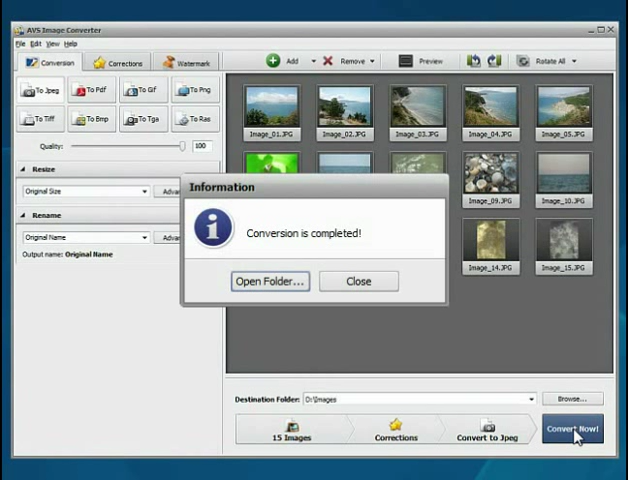 AVS Image Converter
File Edit View Help
Conversion Corrections Watermark Add Remove Preview Rotate All
To Jpeg To Pdf To Gif To Png
To Tiff To Bmp To Tga To Ras
Quality: 100
Image_01.JPG Image_02.JPG Image_03.JPG Image_04.JPG Image_05.JPG
Resize
Original Size Advan
Image_09.JPG Image_10.JPG
Rename
Original Name Advan
Output name: Original Name
Image_14.JPG Image_15.JPG
Information
Conversion is completed!
Open Folder... Close
Destination Folder: D:\Images Browse...
15 Images Corrections Convert to Jpeg Convert Now!